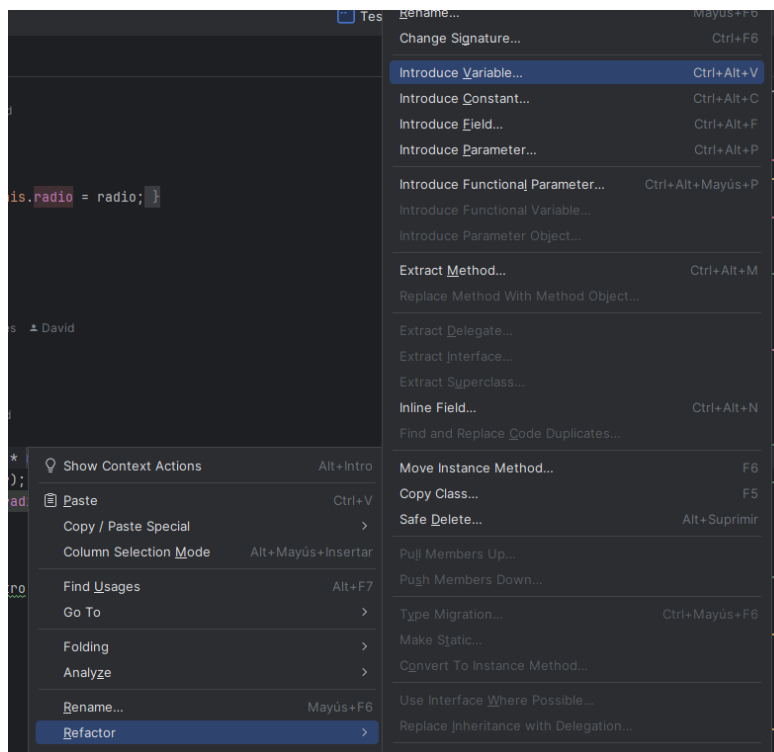 Tes
is.radio = radio; }
David
*
);
Show Context Actions Alt+Intro
Paste Ctrl+V
Copy / Paste Special
Column Selection Mode Alt+Mayús+Insertar
Find Usages Alt+F7
Go To
Folding
Analyze
Rename... Mayús+F6
Refactor
Rename... Mayús+F6
Change Signature... Ctrl+F6
Introduce Variable... Ctrl+Alt+V
Introduce Constant... Ctrl+Alt+C
Introduce Field... Ctrl+Alt+F
Introduce Parameter... Ctrl+Alt+P
Introduce Functional Parameter... Ctrl+Alt+Mayús+P
Introduce Functional Variable...
Introduce Parameter Object...
Extract Method... Ctrl+Alt+M
Replace Method With Method Object...
Extract Delegate...
Extract Interface...
Extract Superclass...
Inline Field... Ctrl+Alt+N
Find and Replace Code Duplicates...
Move Instance Method... F6
Copy Class... F5
Safe Delete... Alt+Suprimir
Pull Members Up...
Push Members Down...
Type Migration... Ctrl+Mayús+F6
Make Static...
Convert To Instance Method...
Use Interface Where Possible...
Replace Inheritance with Delegation...